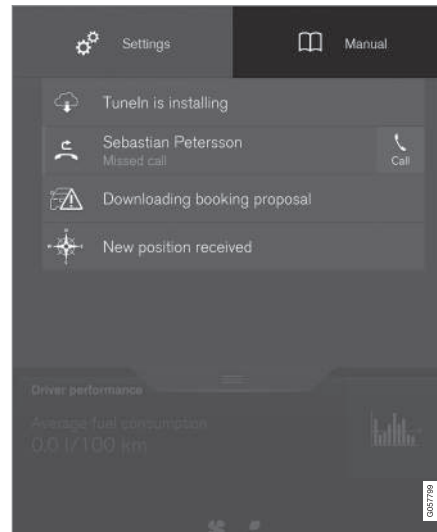 Settings
Manual
TuneIn is installing
Sebastian Petersson
Missed call
Call
Downloading booking proposal
New position received
Driver performance
Average fuel consumption
0.0 l/100 km
G057799